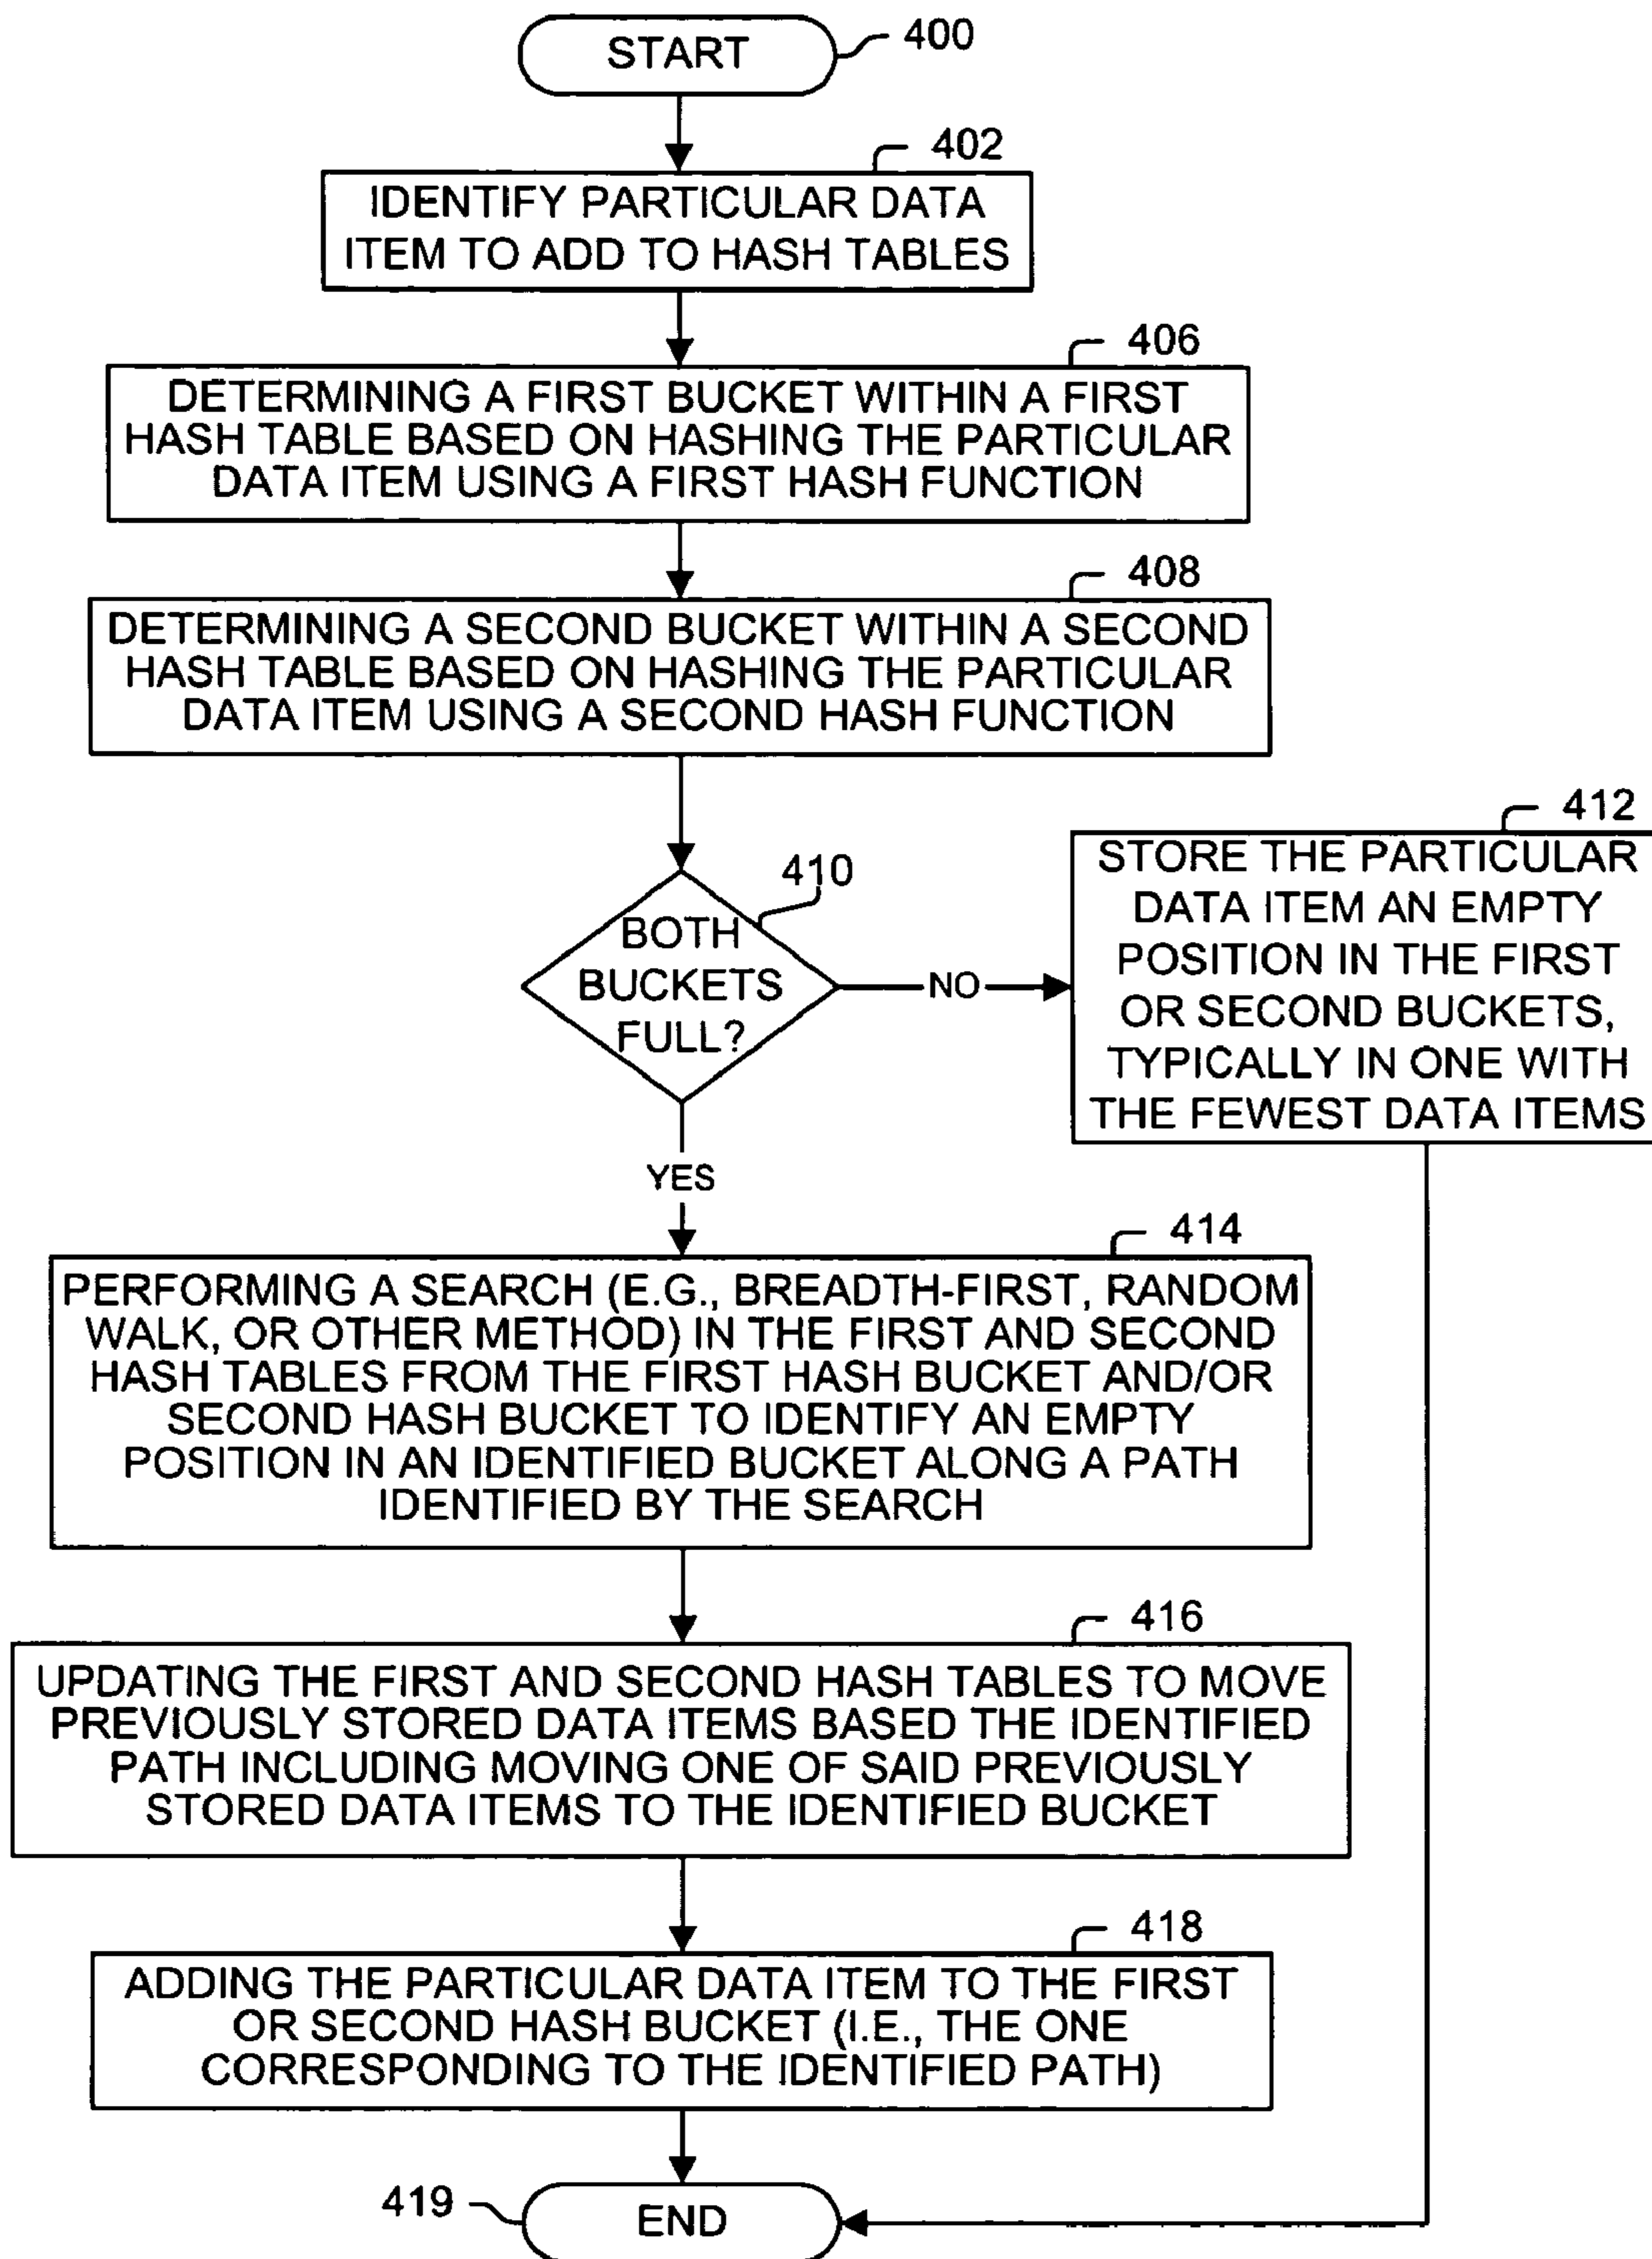 START
400
402
IDENTIFY PARTICULAR DATA
ITEM TO ADD TO HASH TABLES
406
DETERMINING A FIRST BUCKET WITHIN A FIRST
HASH TABLE BASED ON HASHING THE PARTICULAR
DATA ITEM USING A FIRST HASH FUNCTION
408
DETERMINING A SECOND BUCKET WITHIN A SECOND
HASH TABLE BASED ON HASHING THE PARTICULAR
DATA ITEM USING A SECOND HASH FUNCTION
410
BOTH
BUCKETS
FULL?
NO
412
STORE THE PARTICULAR
DATA ITEM AN EMPTY
POSITION IN THE FIRST
OR SECOND BUCKETS,
TYPICALLY IN ONE WITH
THE FEWEST DATA ITEMS
YES
414
PERFORMING A SEARCH (E.G., BREADTH-FIRST, RANDOM
WALK, OR OTHER METHOD) IN THE FIRST AND SECOND
HASH TABLES FROM THE FIRST HASH BUCKET AND/OR
SECOND HASH BUCKET TO IDENTIFY AN EMPTY
POSITION IN AN IDENTIFIED BUCKET ALONG A PATH
IDENTIFIED BY THE SEARCH
416
UPDATING THE FIRST AND SECOND HASH TABLES TO MOVE
PREVIOUSLY STORED DATA ITEMS BASED THE IDENTIFIED
PATH INCLUDING MOVING ONE OF SAID PREVIOUSLY
STORED DATA ITEMS TO THE IDENTIFIED BUCKET
418
ADDING THE PARTICULAR DATA ITEM TO THE FIRST
OR SECOND HASH BUCKET (I.E., THE ONE
CORRESPONDING TO THE IDENTIFIED PATH)
419
END